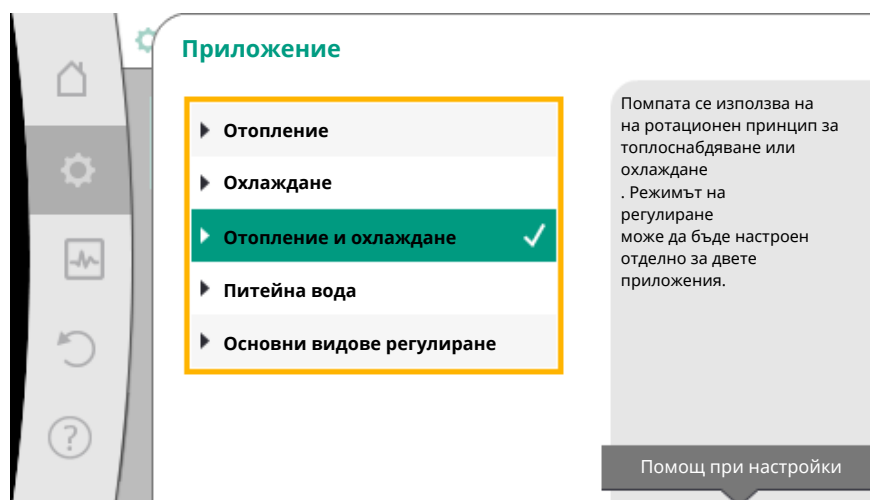 Приложение
Отопление
Охлаждане
Отопление и охлаждане
Питейна вода
Основни видове регулиране
Помпата се използва на
на ротационен принцип за
топлоснабдяване или
охлаждане
. Режимът на
регулиране
може да бъде настроен
отделно за двете
приложения.
Помощ при настройки